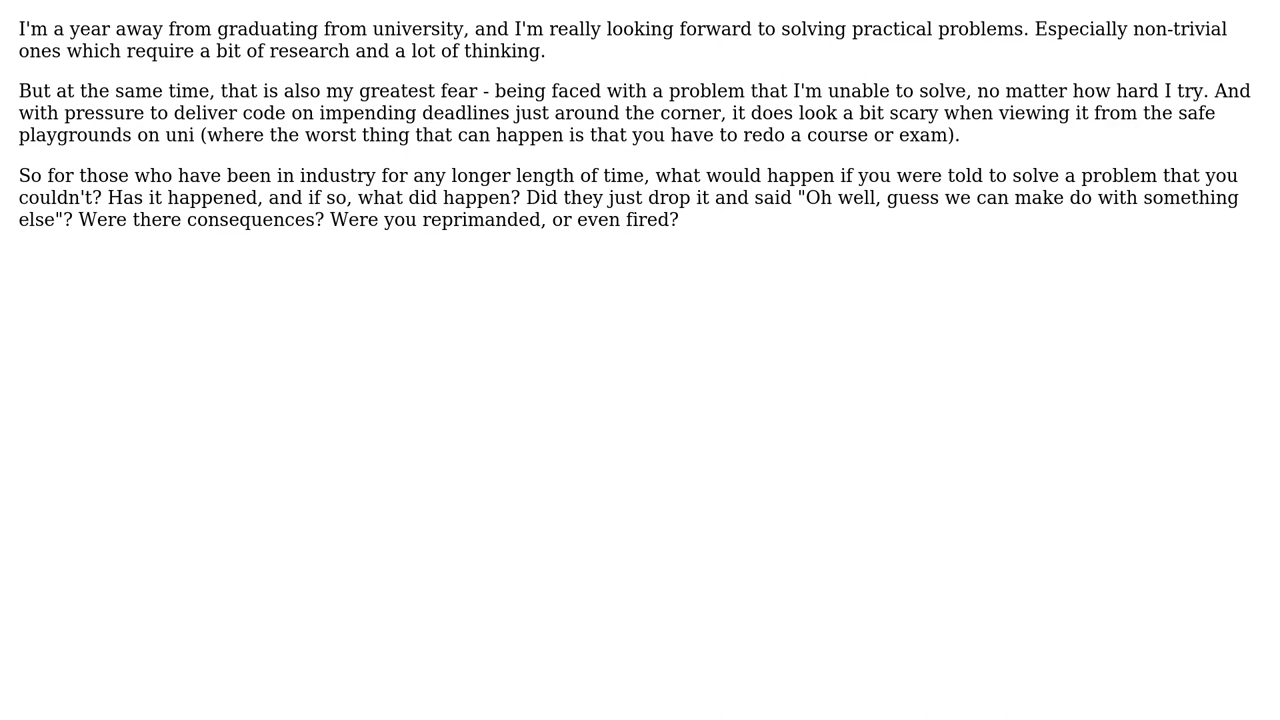 I'm a year away from graduating from university, and I'm really looking forward to solving practical problems. Especially non-trivial
ones which require a bit of research and a lot of thinking.
But at the same time, that is also my greatest fear - being faced with a problem that I'm unable to solve, no matter how hard I try. And
with pressure to deliver code on impending deadlines just around the corner, it does look a bit scary when viewing it from the safe
playgrounds on uni (where the worst thing that can happen is that you have to redo a course or exam).
So for those who have been in industry for any longer length of time, what would happen if you were told to solve a problem that you
couldn't? Has it happened, and if so, what did happen? Did they just drop it and said "Oh well, guess we can make do with something
else"? Were there consequences? Were you reprimanded, or even fired?